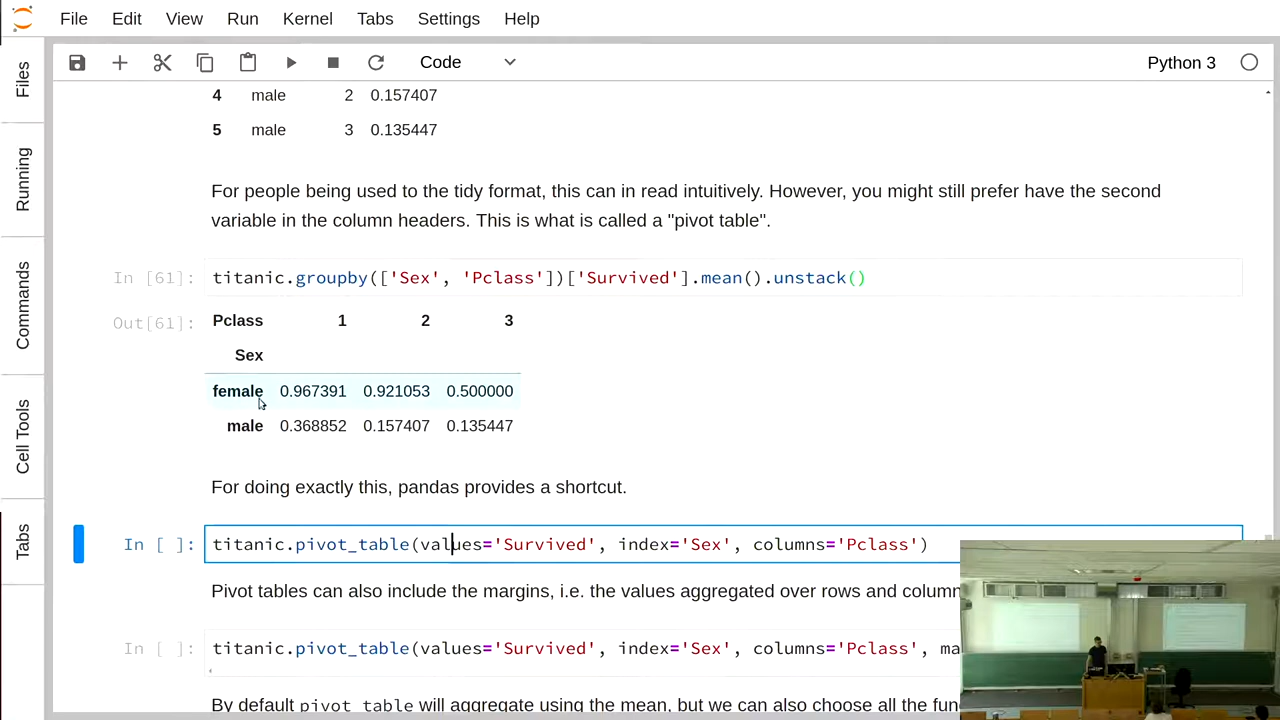 File Edit View Run Kernel Tabs Settings Help
Code Python 3
Files
Running
Commands
Cell Tools
Tabs
4 male 2 0.157407
5 male 3 0.135447
For people being used to the tidy format, this can in read intuitively. However, you might still prefer have the second
variable in the column headers. This is what is called a "pivot table".
In [61]: titanic.groupby(['Sex', 'Pclass'])['Survived'].mean().unstack()
Out[61]:
Pclass 1 2 3
Sex
female 0.967391 0.921053 0.500000
male 0.368852 0.157407 0.135447
For doing exactly this, pandas provides a shortcut.
In [ ]: titanic.pivot_table(values='Survived', index='Sex', columns='Pclass')
Pivot tables can also include the margins, i.e. the values aggregated over rows and column
In [ ]: titanic.pivot_table(values='Survived', index='Sex', columns='Pclass', ma
By default pivot_table will aggregate using the mean, but we can also choose all the fun